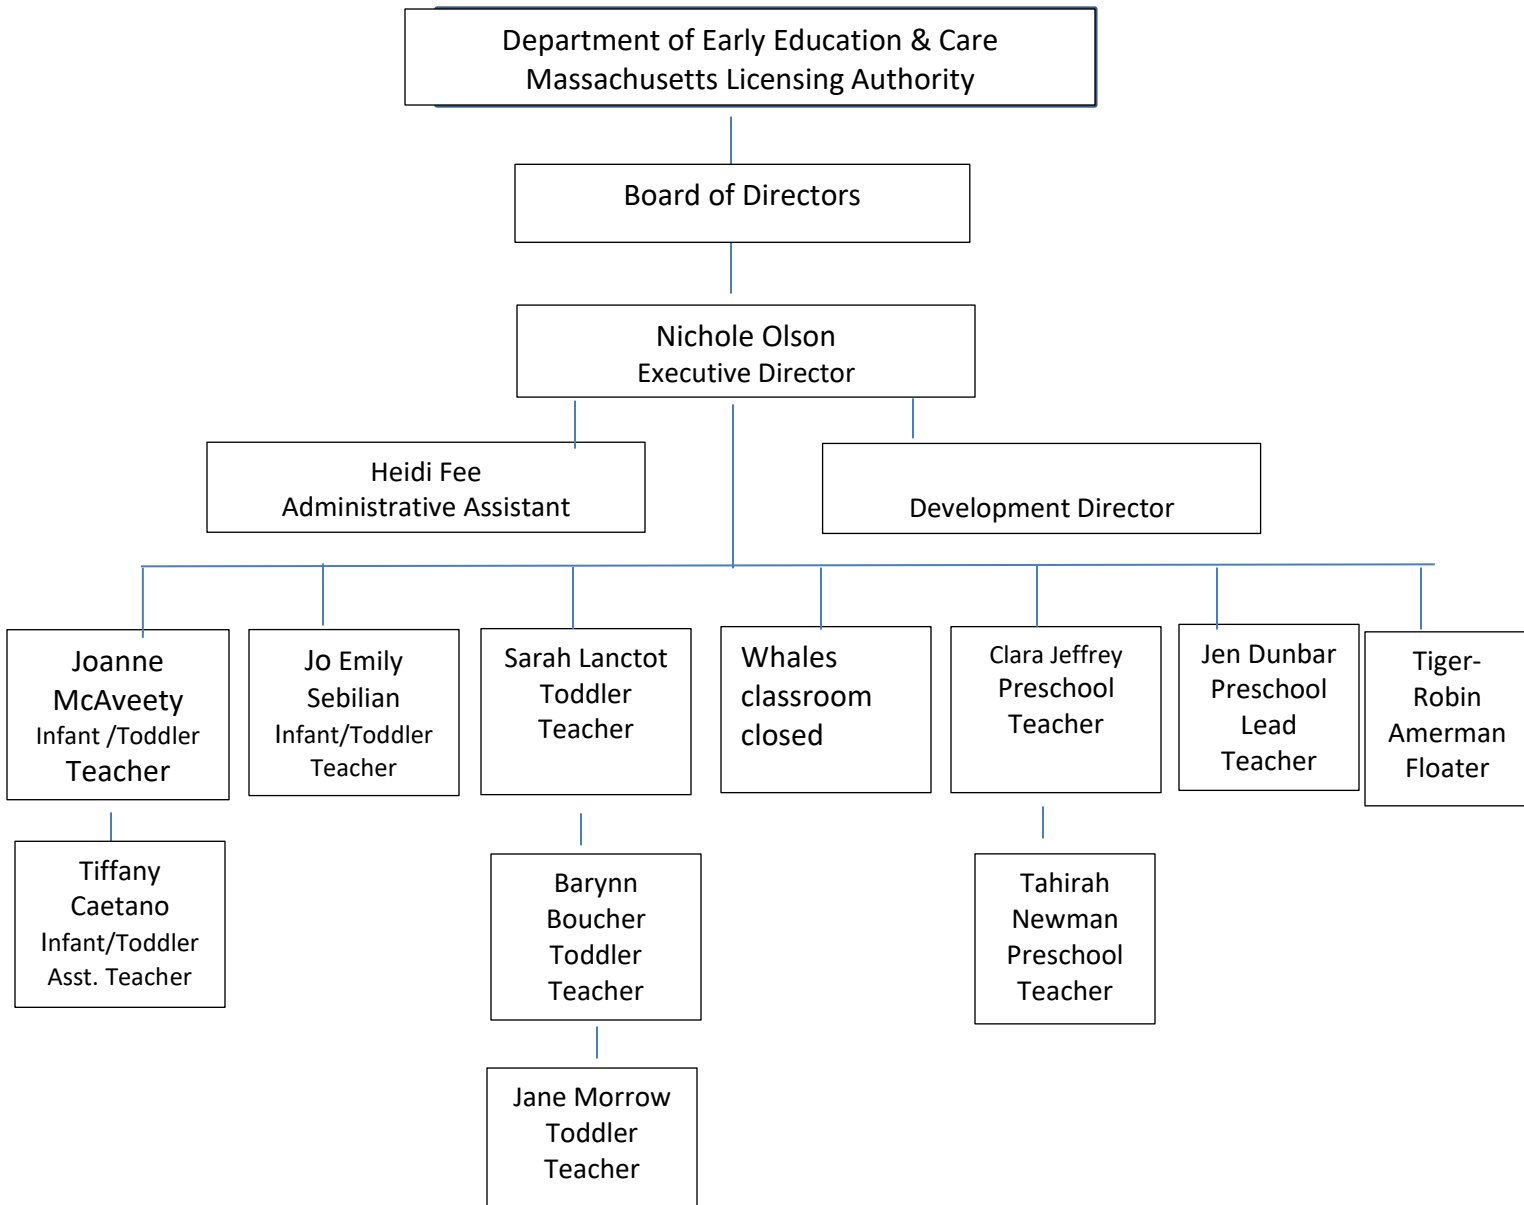 Department of Early Education & Care
Massachusetts Licensing Authority
Board of Directors
Nichole Olson
Executive Director
Heidi Fee
Administrative Assistant
Development Director
Joanne
McAveety
Infant /Toddler
Teacher
Jo Emily
Sebilian
Infant/Toddler
Teacher
Sarah Lanctot
Toddler
Teacher
Whales
classroom
closed
Clara Jeffrey
Preschool
Teacher
Jen Dunbar
Preschool
Lead
Teacher
Tiger-
Robin
Amerman
Floater
Tiffany
Caetano
Infant/Toddler
Asst. Teacher
Barynn
Boucher
Toddler
Teacher
Tahirah
Newman
Preschool
Teacher
Jane Morrow
Toddler
Teacher